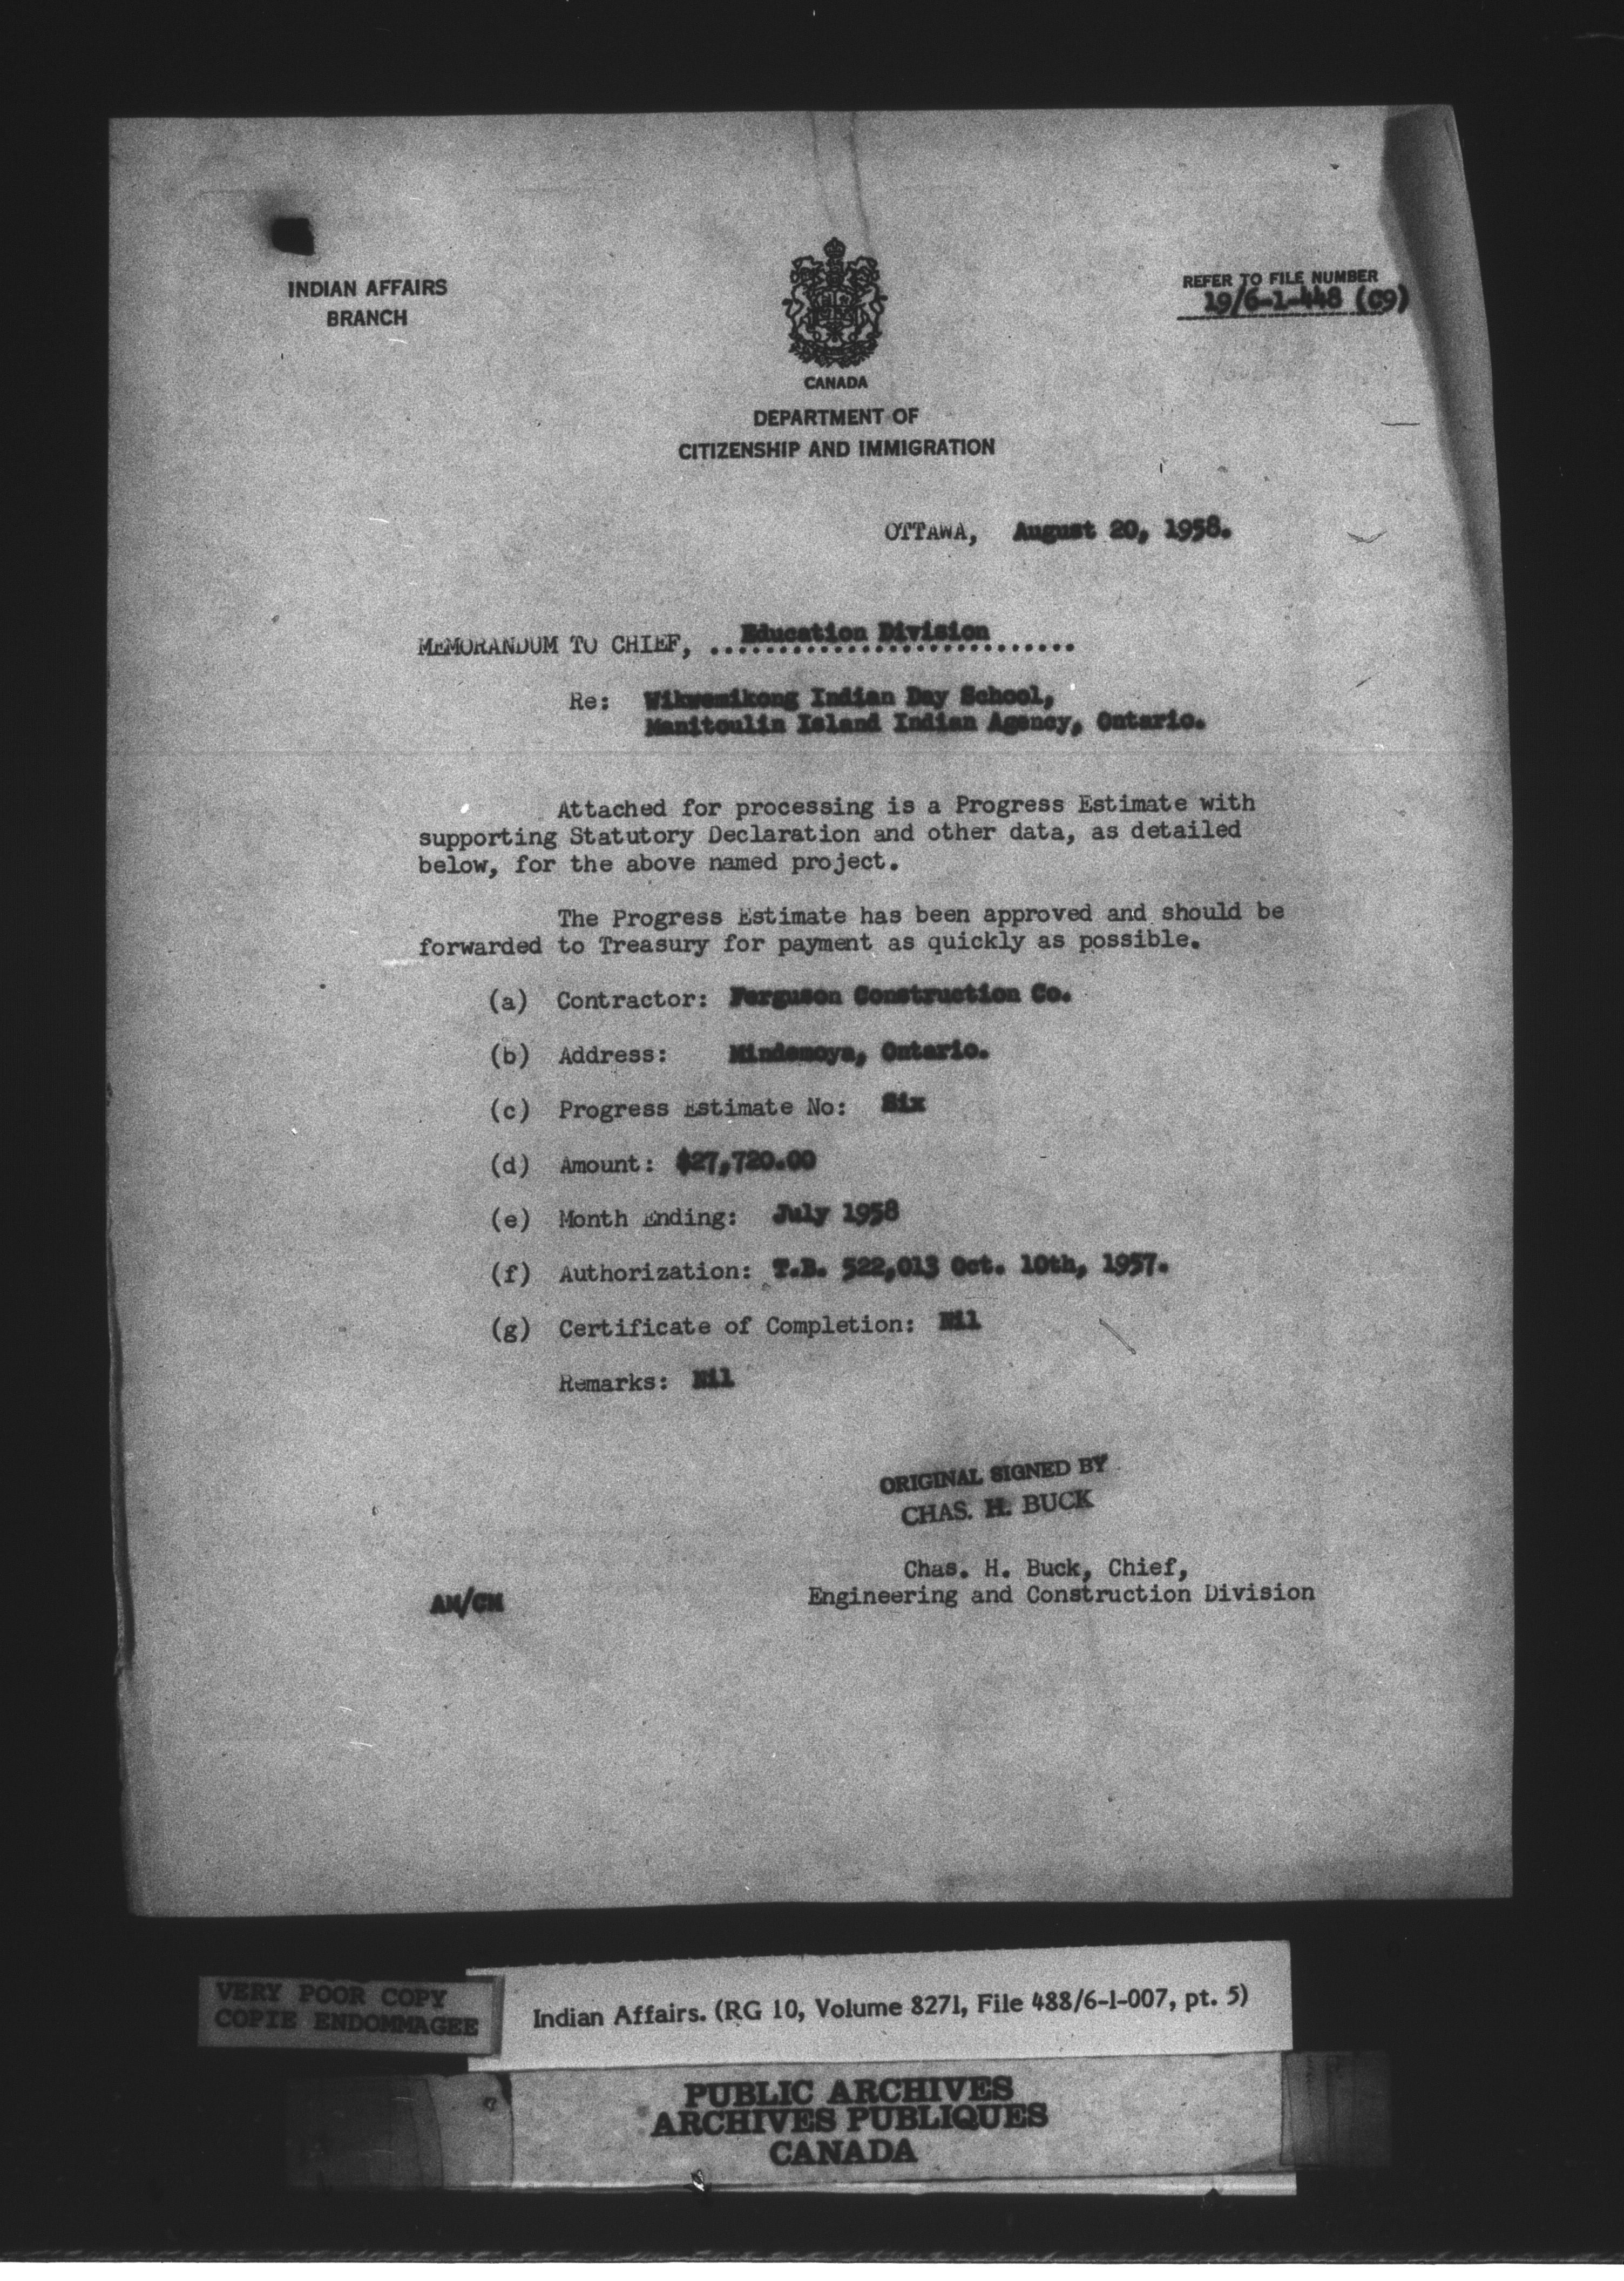 INDIAN AFFAIRS
BRANCH
REFER TO FILE NUMBER
19/6-1-448 (C9)
CANADA
DEPARTMENT OF
CITIZENSHIP AND IMMIGRATION
OTTAWA, August 20, 1958.
MEMORANDUM TO CHIEF, ..Education Division......
Re: Wikwemikong Indian Day School,
Manitoulin Island Indian Agency, Ontario.
Attached for processing is a Progress Estimate with
supporting Statutory Declaration and other data, as detailed
below, for the above named project.
The Progress Estimate has been approved and should be
forwarded to Treasury for payment as quickly as possible.
(a) Contractor: Ferguson Construction Co.
(b) Address: Mindemoya, Ontario.
(c) Progress Estimate No: Six
(d) Amount: $27,720.00
(e) Month Ending: July 1958
(f) Authorization: T.B. 522,013 Oct. 10th, 1957.
(g) Certificate of Completion: Nil
Remarks: Nil
ORIGINAL SIGNED BY
CHAS. H. BUCK
Chas. H. Buck, Chief,
Engineering and Construction Division
AM/CM
VERY POOR COPY
COPIE ENDOMMAGEE
Indian Affairs. (RG 10, Volume 8271, File 488/6-1-007, pt. 5)
PUBLIC ARCHIVES
ARCHIVES PUBLIQUES
CANADA